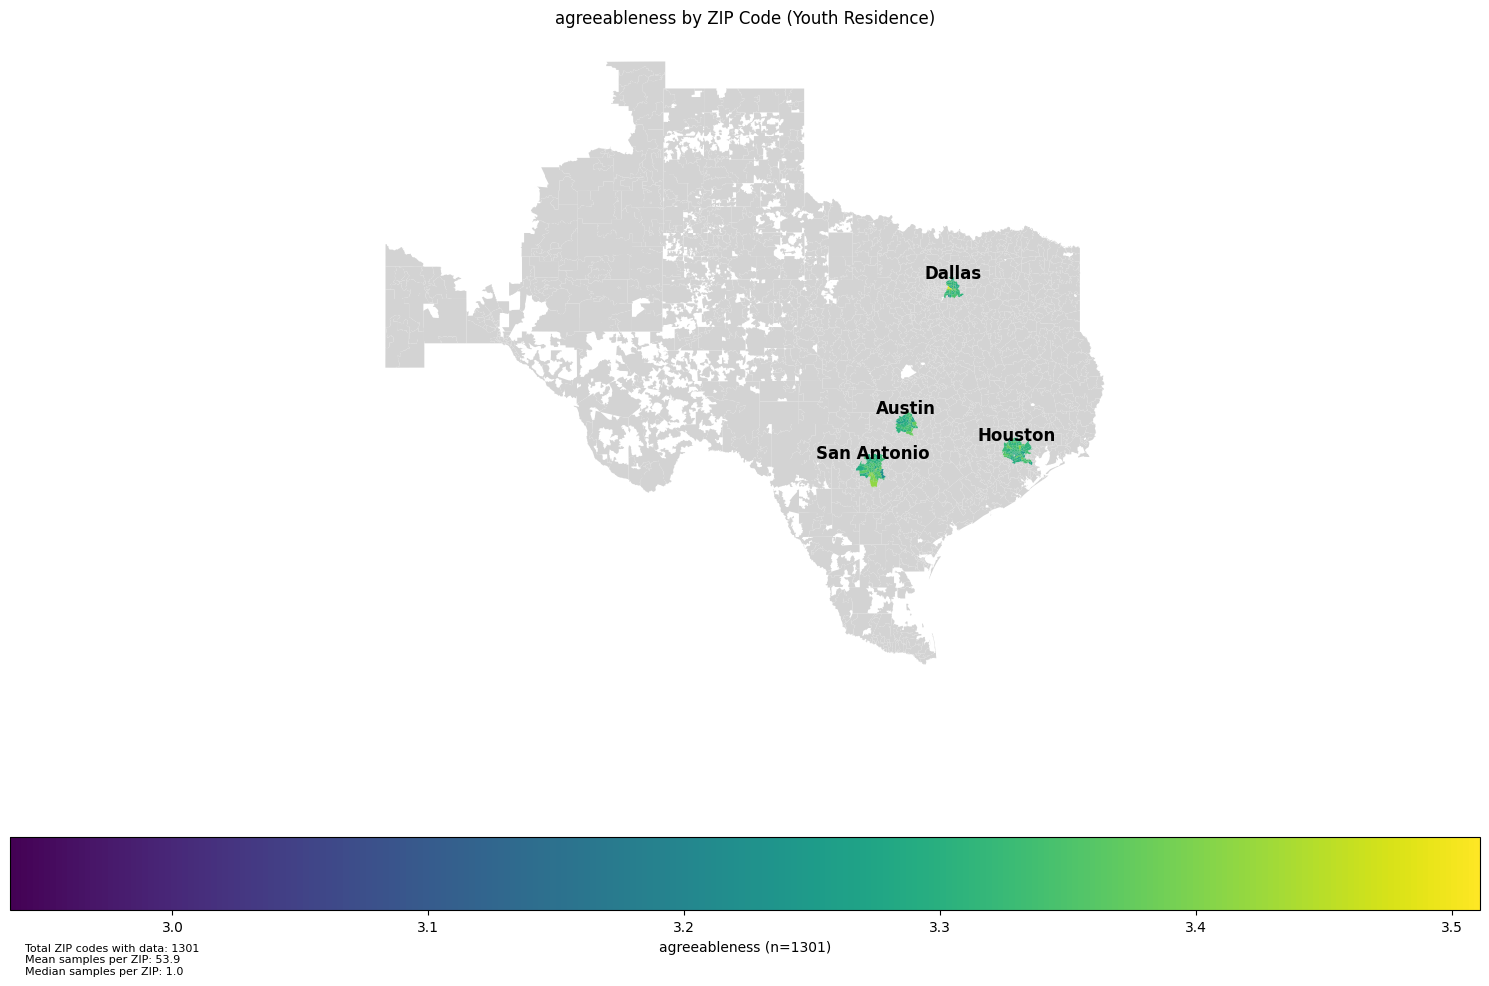 agreeableness by ZIP Code (Youth Residence)
Dallas
Austin
Houston
San Antonio
3.0 3.1 3.2 3.3 3.4 3.5
agreeableness (n=1301)
Total ZIP codes with data: 1301
Mean samples per ZIP: 53.9
Median samples per ZIP: 1.0